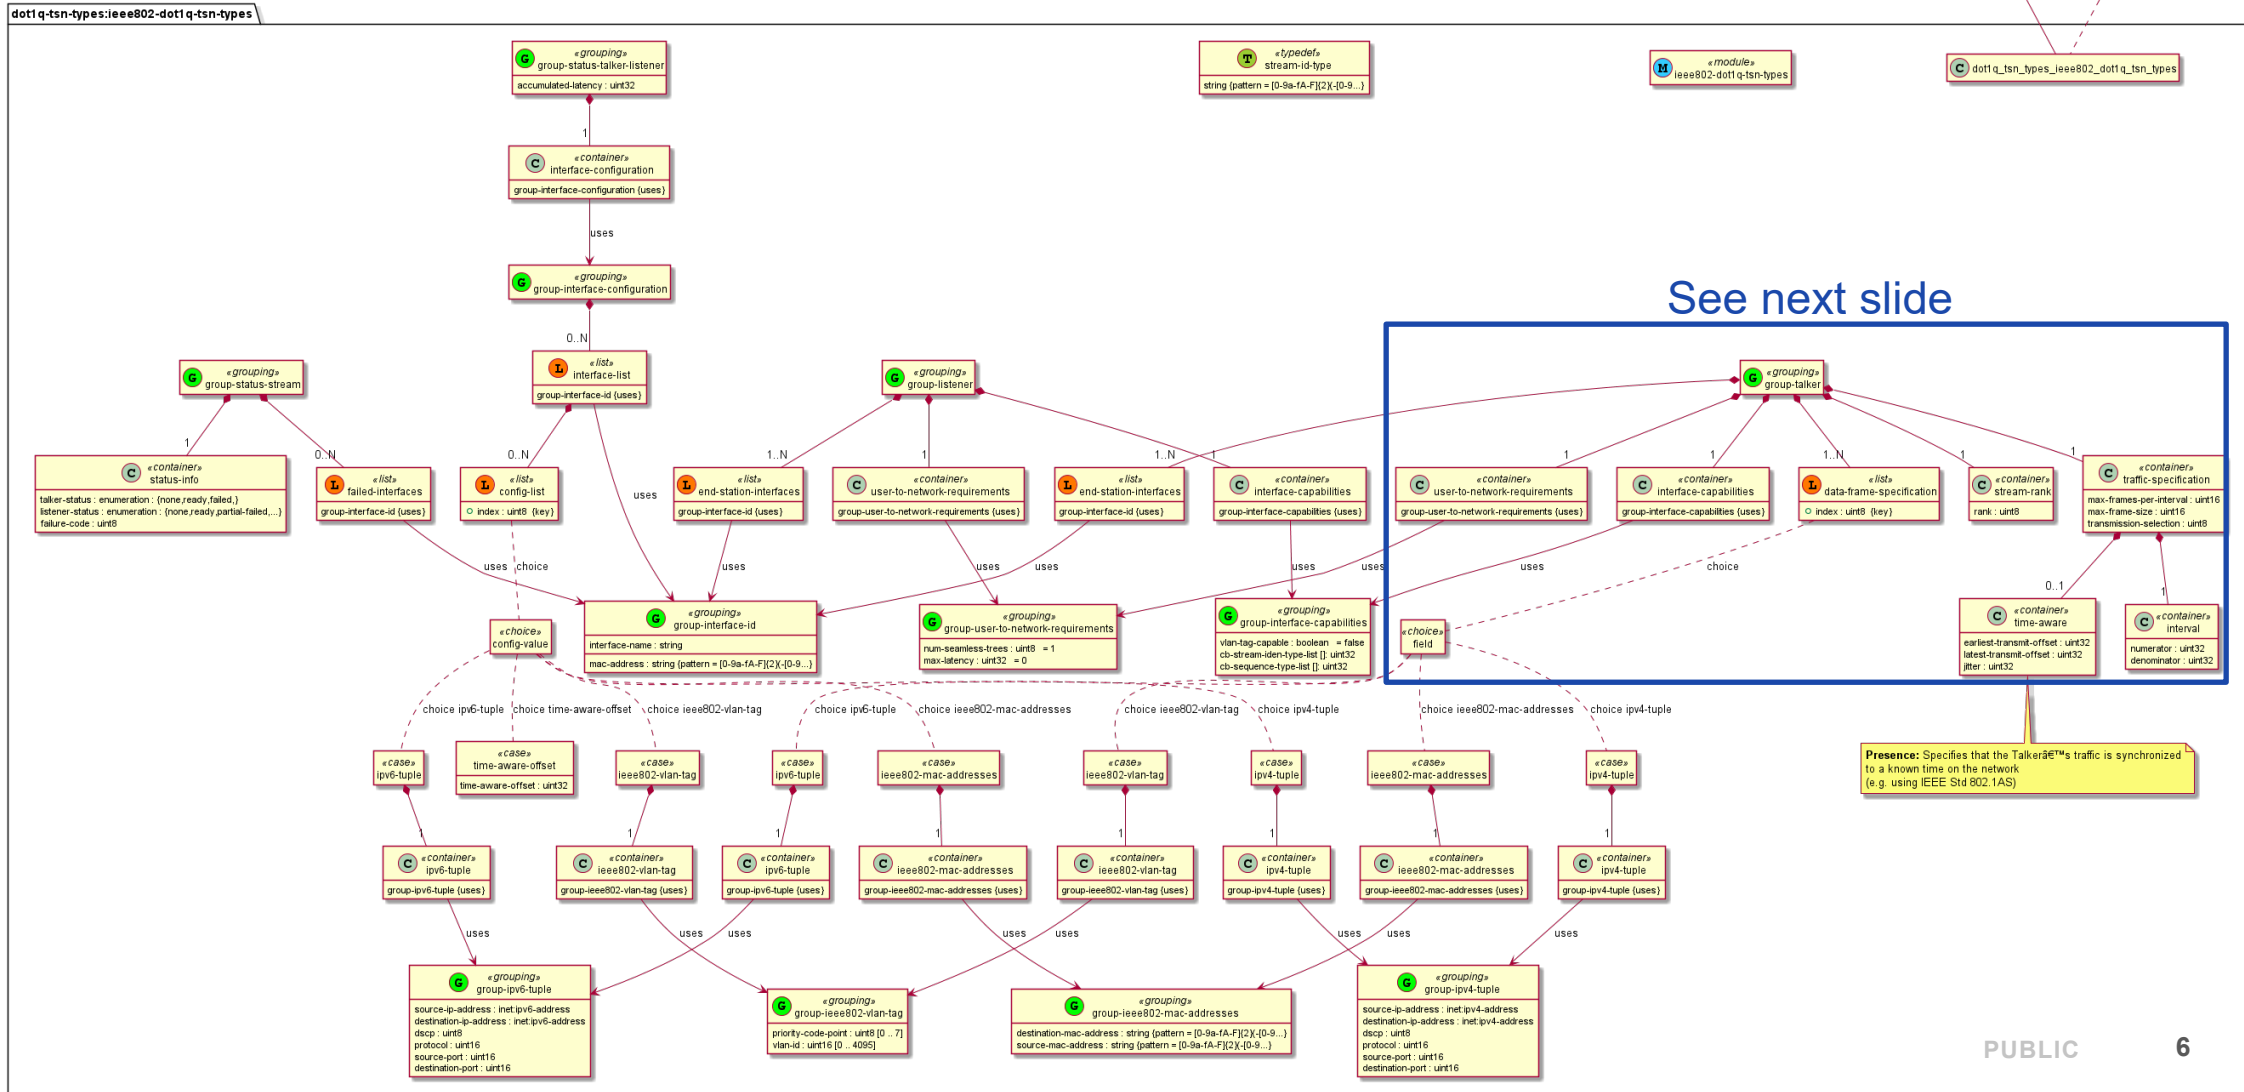 dot1q-tsn-types:ieee802-dot1q-tsn-types
G «grouping»
group-status-talker-listener
accumulated-latency : uint32
T «typedef»
stream-id-type
string {pattern = [0-9a-fA-F]{2}(-[0-9...}
M «module»
ieee802-dot1q-tsn-types
C dot1q_tsn_types_ieee802_dot1q_tsn_types
1
C «container»
interface-configuration
group-interface-configuration {uses}
uses
G «grouping»
group-interface-configuration
0..N
See next slide
G «grouping»
group-status-stream
L «list»
interface-list
group-interface-id {uses}
G «grouping»
group-listener
G «grouping»
group-talker
1
0..N
0..N
1..N
1
1..N
1
1
1
1..N
1
1
C «container»
status-info
talker-status : enumeration : {none,ready,failed,}
listener-status : enumeration : {none,ready,partial-failed,...}
failure-code : uint8
L «list»
failed-interfaces
group-interface-id {uses}
L «list»
config-list
index : uint8 {key}
uses
L «list»
end-station-interfaces
group-interface-id {uses}
C «container»
user-to-network-requirements
group-user-to-network-requirements {uses}
L «list»
end-station-interfaces
group-interface-id {uses}
C «container»
interface-capabilities
group-interface-capabilities {uses}
C «container»
user-to-network-requirements
group-user-to-network-requirements {uses}
C «container»
interface-capabilities
group-interface-capabilities {uses}
L «list»
data-frame-specification
index : uint8 {key}
C «container»
stream-rank
rank : uint8
C «container»
traffic-specification
max-frames-per-interval : uint16
max-frame-size : uint16
transmission-selection : uint8
uses
choice
uses
uses
uses
uses
uses
uses
choice
0..1
1
G «grouping»
group-interface-id
interface-name : string
mac-address : string {pattern = [0-9a-fA-F]{2}(-[0-9...}
G «grouping»
group-user-to-network-requirements
num-seamless-trees : uint8 = 1
max-latency : uint32 = 0
G «grouping»
group-interface-capabilities
vlan-tag-capable : boolean = false
cb-stream-iden-type-list []: uint32
cb-sequence-type-list []: uint32
«choice»
config-value
«choice»
field
C «container»
time-aware
earliest-transmit-offset : uint32
latest-transmit-offset : uint32
jitter : uint32
C «container»
interval
numerator : uint32
denominator : uint32
choice ipv6-tuple
choice time-aware-offset
choice ieee802-vlan-tag
choice ipv6-tuple
choice ieee802-mac-addresses
choice ieee802-vlan-tag
choice ipv4-tuple
choice ieee802-mac-addresses
choice ipv4-tuple
«case»
ipv6-tuple
«case»
time-aware-offset
time-aware-offset : uint32
«case»
ieee802-vlan-tag
«case»
ipv6-tuple
«case»
ieee802-mac-addresses
«case»
ieee802-vlan-tag
«case»
ipv4-tuple
«case»
ieee802-mac-addresses
«case»
ipv4-tuple
Presence: Specifies that the Talkerâ€™s traffic is synchronized
to a known time on the network
(e.g. using IEEE Std 802.1AS)
1
1
1
1
1
1
1
1
C «container»
ipv6-tuple
group-ipv6-tuple {uses}
C «container»
ieee802-vlan-tag
group-ieee802-vlan-tag {uses}
C «container»
ipv6-tuple
group-ipv6-tuple {uses}
C «container»
ieee802-mac-addresses
group-ieee802-mac-addresses {uses}
C «container»
ieee802-vlan-tag
group-ieee802-vlan-tag {uses}
C «container»
ipv4-tuple
group-ipv4-tuple {uses}
C «container»
ieee802-mac-addresses
group-ieee802-mac-addresses {uses}
C «container»
ipv4-tuple
group-ipv4-tuple {uses}
uses
uses
uses
uses
uses
uses
uses
uses
G «grouping»
group-ipv6-tuple
source-ip-address : inet:ipv6-address
destination-ip-address : inet:ipv6-address
dscp : uint8
protocol : uint16
source-port : uint16
destination-port : uint16
G «grouping»
group-ieee802-vlan-tag
priority-code-point : uint8 [0 .. 7]
vlan-id : uint16 [0 .. 4095]
G «grouping»
group-ieee802-mac-addresses
destination-mac-address : string {pattern = [0-9a-fA-F]{2}(-[0-9...}
source-mac-address : string {pattern = [0-9a-fA-F]{2}(-[0-9...}
G «grouping»
group-ipv4-tuple
source-ip-address : inet:ipv4-address
destination-ip-address : inet:ipv4-address
dscp : uint8
protocol : uint16
source-port : uint16
destination-port : uint16
PUBLIC
6